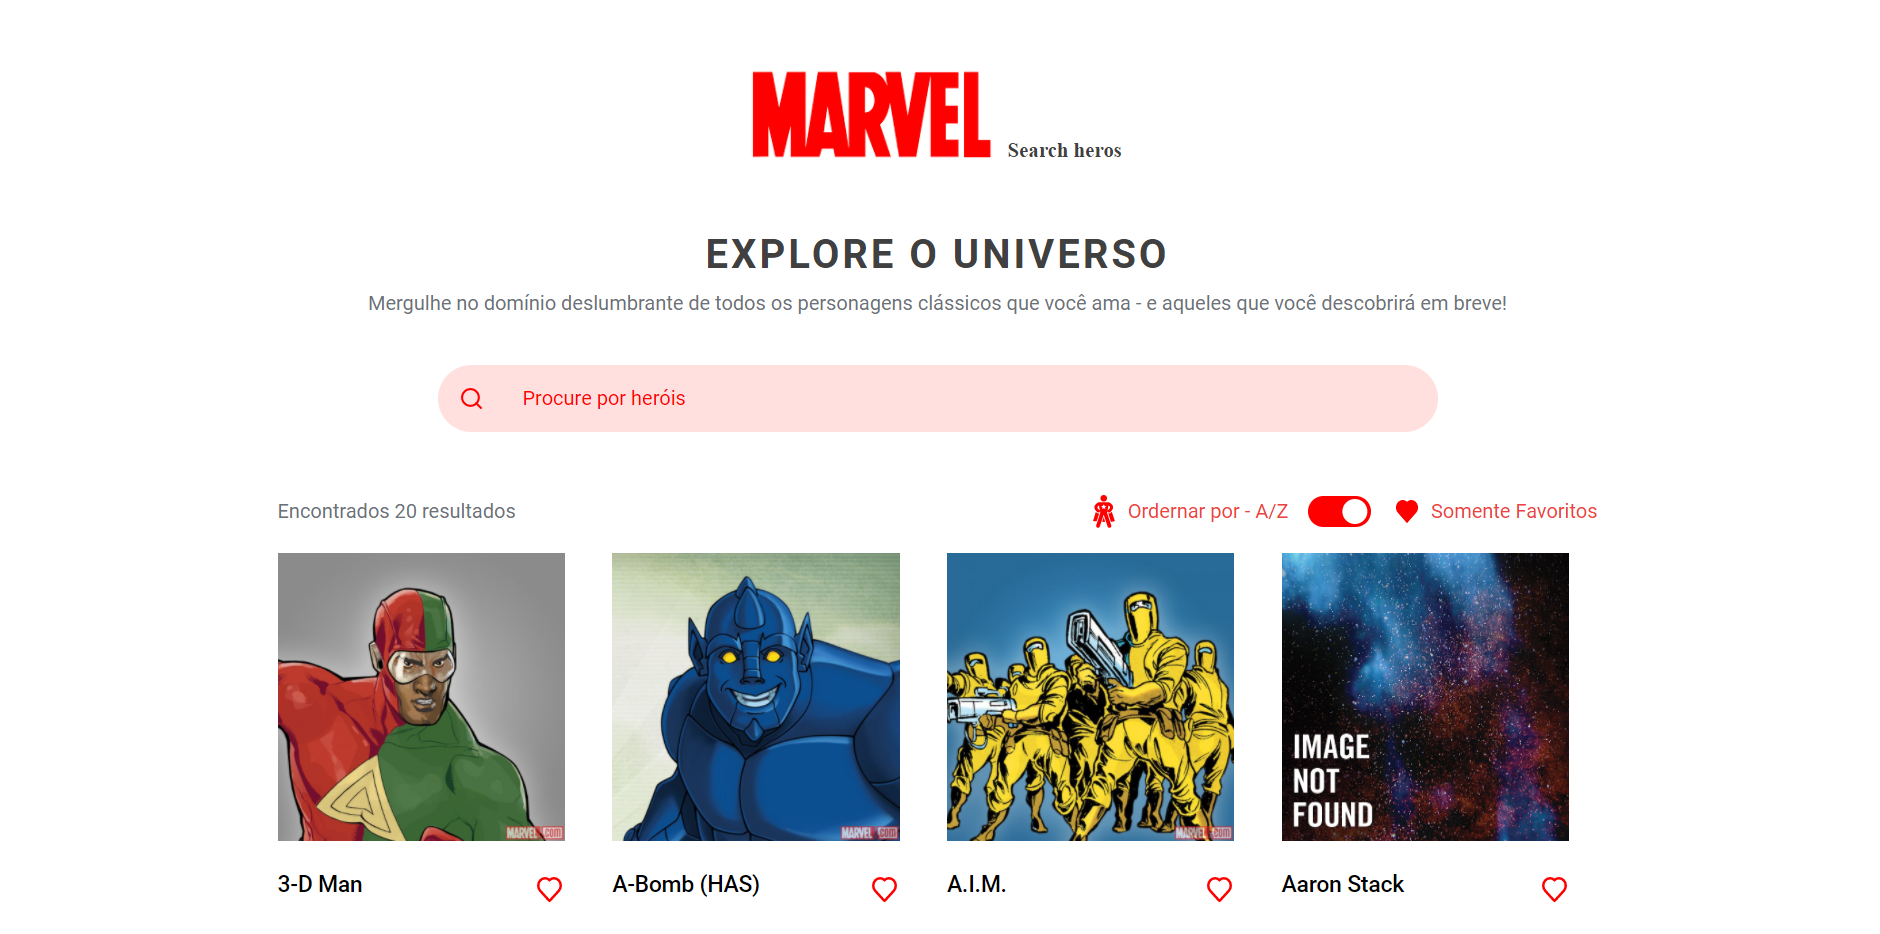 MARVEL Search heros
EXPLORE O UNIVERSO
Mergulhe no domínio deslumbrante de todos os personagens clássicos que você ama - e aqueles que você descobrirá em breve!
Procure por heróis
Encontrados 20 resultados
Ordernar por - A/Z
Somente Favoritos
MARVEL.com
MARVEL.com
MARVEL.com
IMAGE
NOT
FOUND
3-D Man
A-Bomb (HAS)
A.I.M.
Aaron Stack